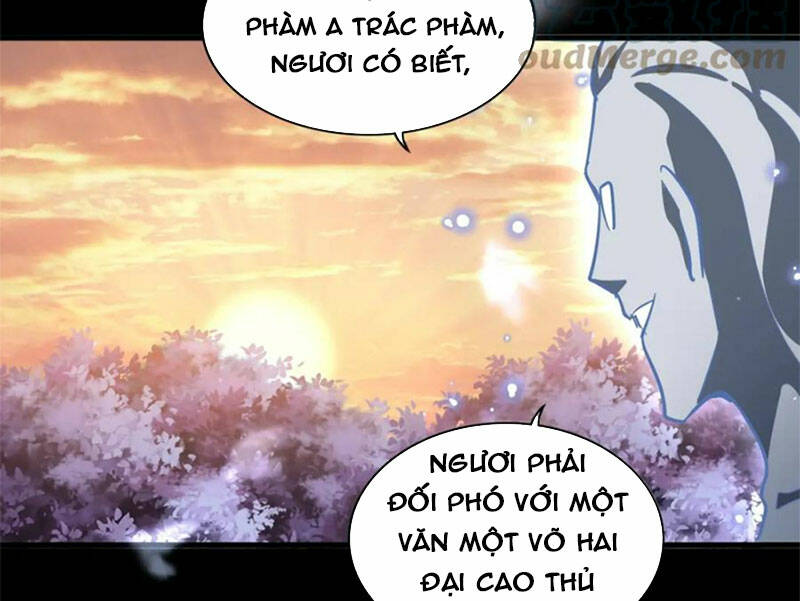 PHÀM A TRÁC PHÀM,
NGƯƠI CÓ BIẾT,
oudMerge.com
NGƯƠI PHẢI
ĐỐI PHÓ VỚI MỘT
VĂN MỘT VÕ HAI
ĐẠI CAO THỦ